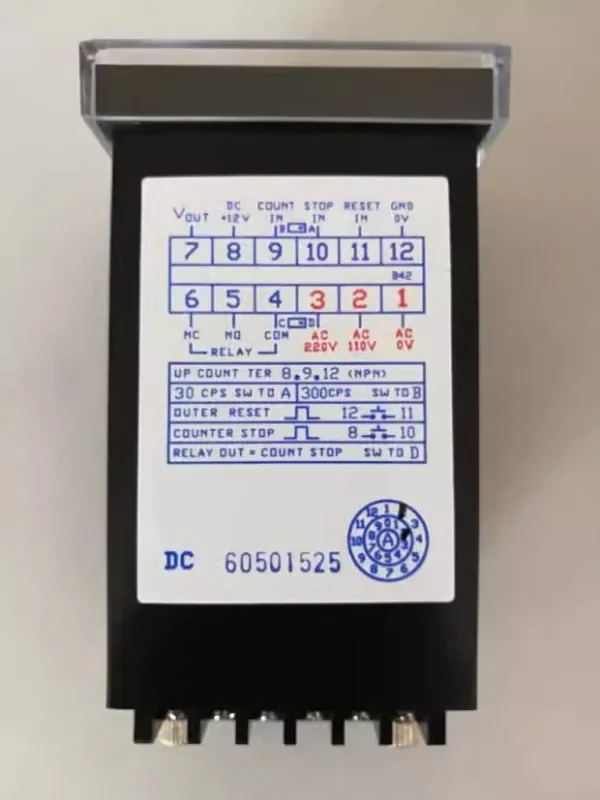 DC COUNT STOP RESET GND
VOUT +12V IN IN IN 0V
B A
7 8 9 10 11 12
B42
6 5 4 3 2 1
C D
NC NO COM AC AC AC
RELAY 220V 110V 0V
UP COUNT TER 8.9.12 (NPN)
30 CPS SW TO A 300CPS SW TO B
OUTER RESET 12 11
COUNTER STOP 8 10
RELAY OUT = COUNT STOP SW TO D
DC 60501525
A